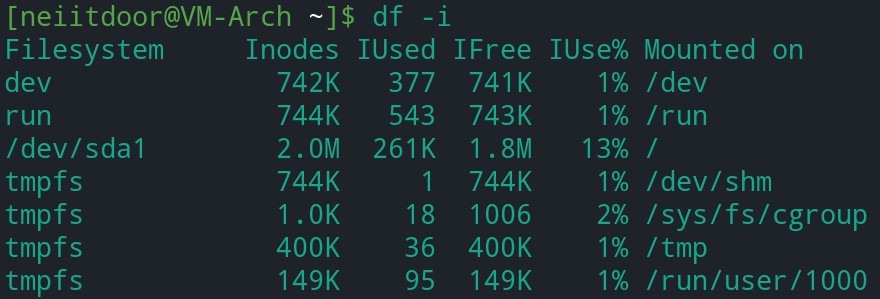 [neiitdoor@VM-Arch ~]$ df -i
Filesystem     Inodes IUsed IFree IUse% Mounted on
dev              742K   377  741K    1% /dev
run              744K   543  743K    1% /run
/dev/sda1        2.0M  261K  1.8M   13% /
tmpfs            744K     1  744K    1% /dev/shm
tmpfs            1.0K    18  1006    2% /sys/fs/cgroup
tmpfs            400K    36  400K    1% /tmp
tmpfs            149K    95  149K    1% /run/user/1000